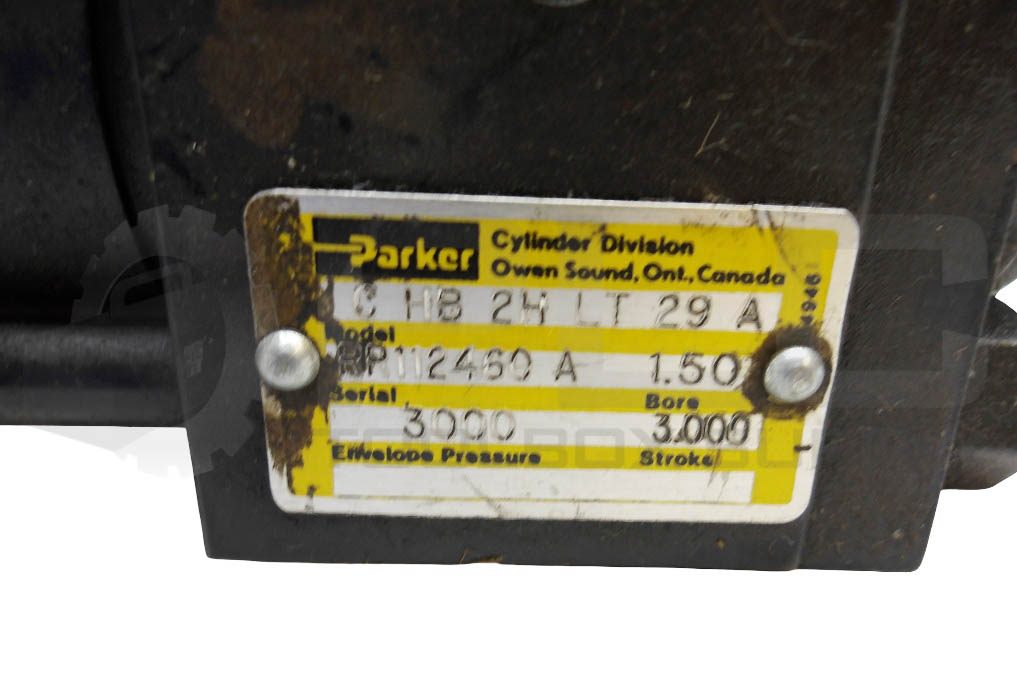 Parker
Cylinder Division
Owen Sound, Ont., Canada
C HB 2H LT 29 A
Model
A 1.50
Serial Bore
3000 3.000
Envelope Pressure Stroke